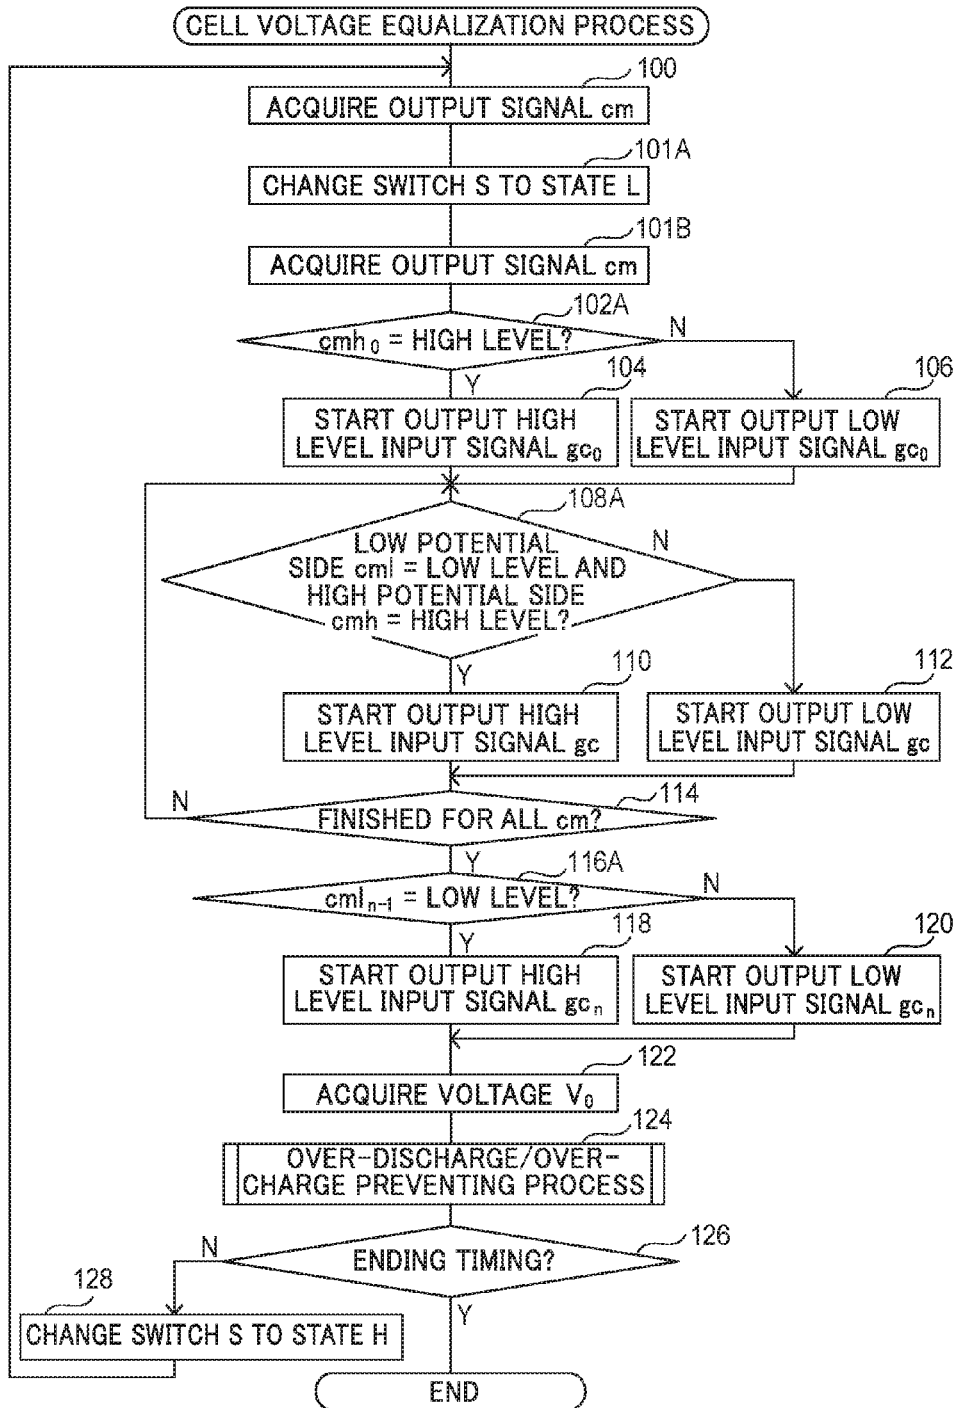 CELL VOLTAGE EQUALIZATION PROCESS
100
ACQUIRE OUTPUT SIGNAL cm
101A
CHANGE SWITCH S TO STATE L
101B
ACQUIRE OUTPUT SIGNAL cm
102A
cmh₀ = HIGH LEVEL?
N
Y
104
START OUTPUT HIGH
LEVEL INPUT SIGNAL gc₀
106
START OUTPUT LOW
LEVEL INPUT SIGNAL gc₀
108A
LOW POTENTIAL
SIDE cml = LOW LEVEL AND
HIGH POTENTIAL SIDE
cmh = HIGH LEVEL?
N
Y
110
START OUTPUT HIGH
LEVEL INPUT SIGNAL gc
112
START OUTPUT LOW
LEVEL INPUT SIGNAL gc
114
FINISHED FOR ALL cm?
N
Y
116A
cmlₙ₋₁ = LOW LEVEL?
N
Y
118
START OUTPUT HIGH
LEVEL INPUT SIGNAL gcₙ
120
START OUTPUT LOW
LEVEL INPUT SIGNAL gcₙ
122
ACQUIRE VOLTAGE V₀
124
OVER-DISCHARGE/OVER-
CHARGE PREVENTING PROCESS
126
ENDING TIMING?
N
Y
128
CHANGE SWITCH S TO STATE H
END